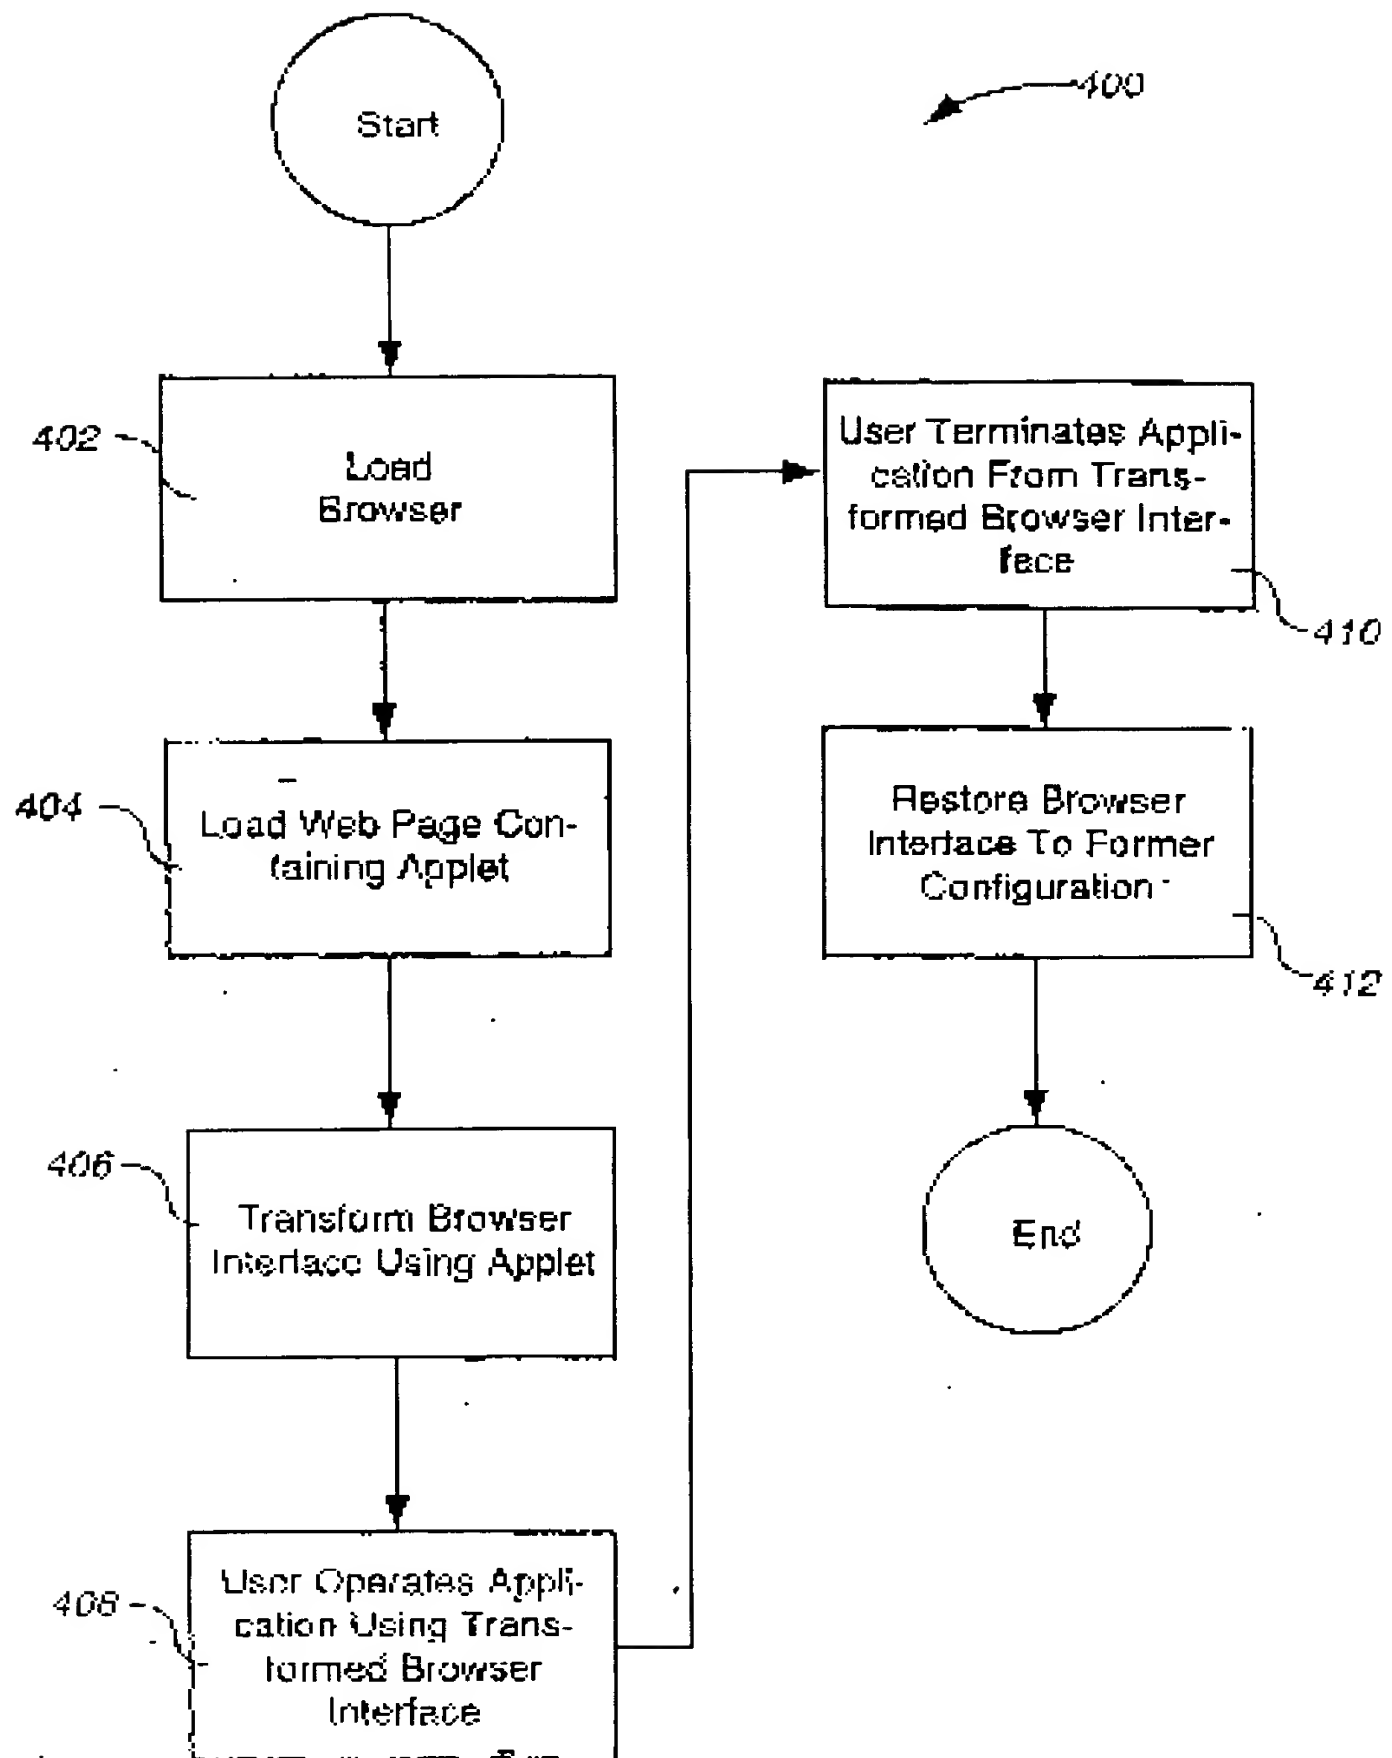 Start
400
402
Load
Browser
404
Load Web Page Con-
taining Applet
406
Transform Browser
Interface Using Applet
408
User Operates Appli-
cation Using Trans-
formed Browser
Interface
User Terminates Appli-
cation From Trans-
formed Browser Inter-
face
410
Restore Browser
Interface To Former
Configuration
412
End